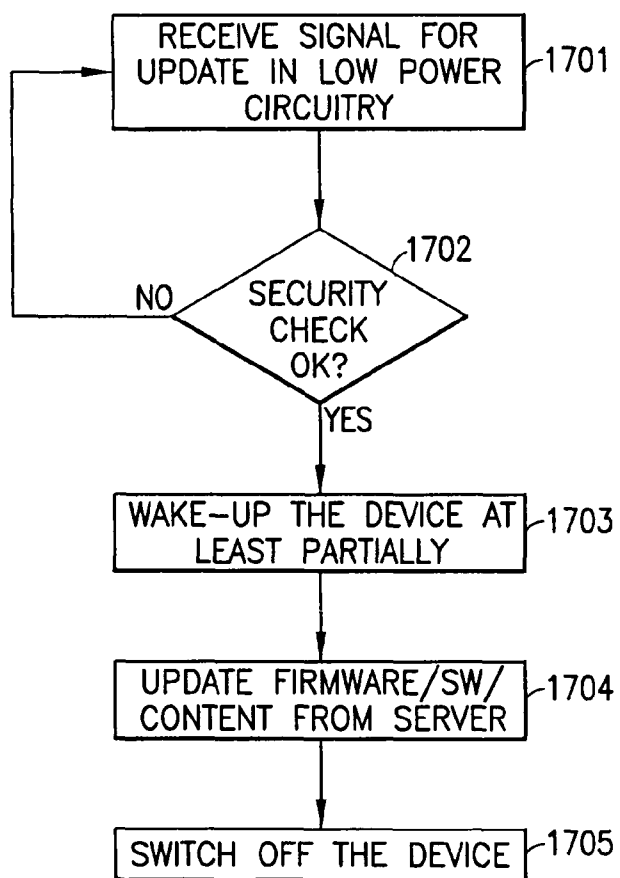 RECEIVE SIGNAL FOR
UPDATE IN LOW POWER
CIRCUITRY
1701
1702
SECURITY
CHECK
OK?
NO
YES
WAKE-UP THE DEVICE AT
LEAST PARTIALLY
1703
UPDATE FIRMWARE/SW/
CONTENT FROM SERVER
1704
SWITCH OFF THE DEVICE
1705